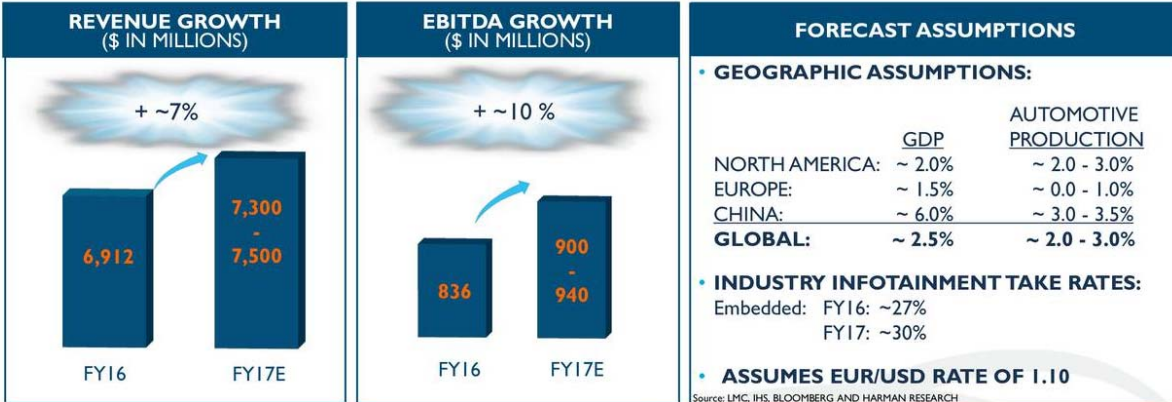 REVENUE GROWTH
($ IN MILLIONS)
+ ~7%
6,912
7,300
-
7,500
FY16
FY17E
EBITDA GROWTH
($ IN MILLIONS)
+ ~10 %
836
900
-
940
FY16
FY17E
FORECAST ASSUMPTIONS
• GEOGRAPHIC ASSUMPTIONS:
AUTOMOTIVE
GDP PRODUCTION
NORTH AMERICA: ~ 2.0% ~ 2.0 - 3.0%
EUROPE: ~ 1.5% ~ 0.0 - 1.0%
CHINA: ~ 6.0% ~ 3.0 - 3.5%
GLOBAL: ~ 2.5% ~ 2.0 - 3.0%
• INDUSTRY INFOTAINMENT TAKE RATES:
Embedded: FY16: ~27%
FY17: ~30%
• ASSUMES EUR/USD RATE OF 1.10
Source: LMC, IHS, BLOOMBERG AND HARMAN RESEARCH